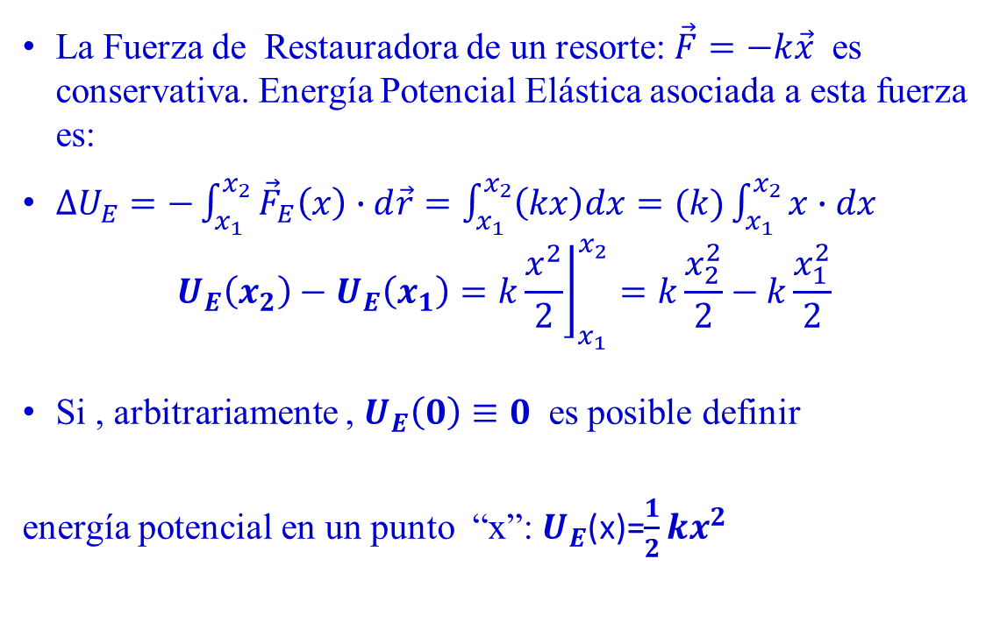 • La Fuerza de  Restauradora de un resorte: $\vec{F} = -k\vec{x}$  es
conservativa. Energía Potencial Elástica asociada a esta fuerza
es:
• $\Delta U_E = -\int_{x_1}^{x_2} \vec{F}_E(x) \cdot d\vec{r} = \int_{x_1}^{x_2} (kx)dx = (k)\int_{x_1}^{x_2} x \cdot dx$
$\boldsymbol{U_E(x_2) - U_E(x_1)} = k\left.\frac{x^2}{2}\right]_{x_1}^{x_2} = k\frac{x_2^2}{2} - k\frac{x_1^2}{2}$
• Si , arbitrariamente , $\boldsymbol{U_E(0) \equiv 0}$  es posible definir
energía potencial en un punto  “x”: $\boldsymbol{U_E}$(x)=$\boldsymbol{\frac{1}{2}kx^2}$